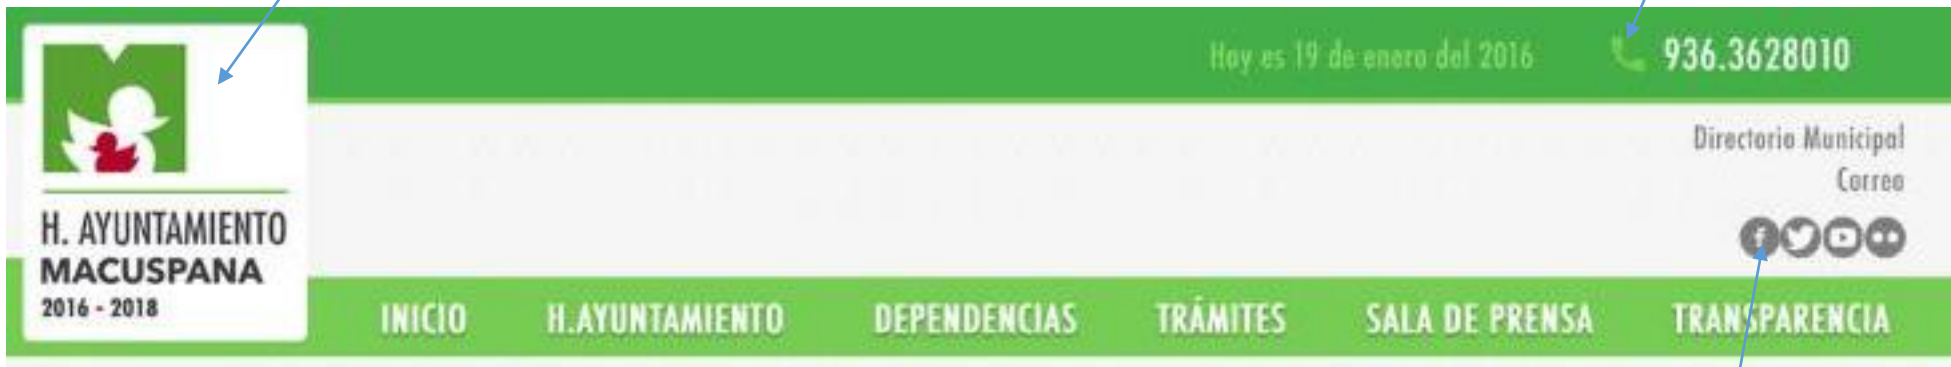 Hoy es 19 de enero del 2016
936.3628010
Directorio Municipal
Correo
H. AYUNTAMIENTO
MACUSPANA
2016 - 2018
INICIO H.AYUNTAMIENTO DEPENDENCIAS TRÁMITES SALA DE PRENSA TRANSPARENCIA